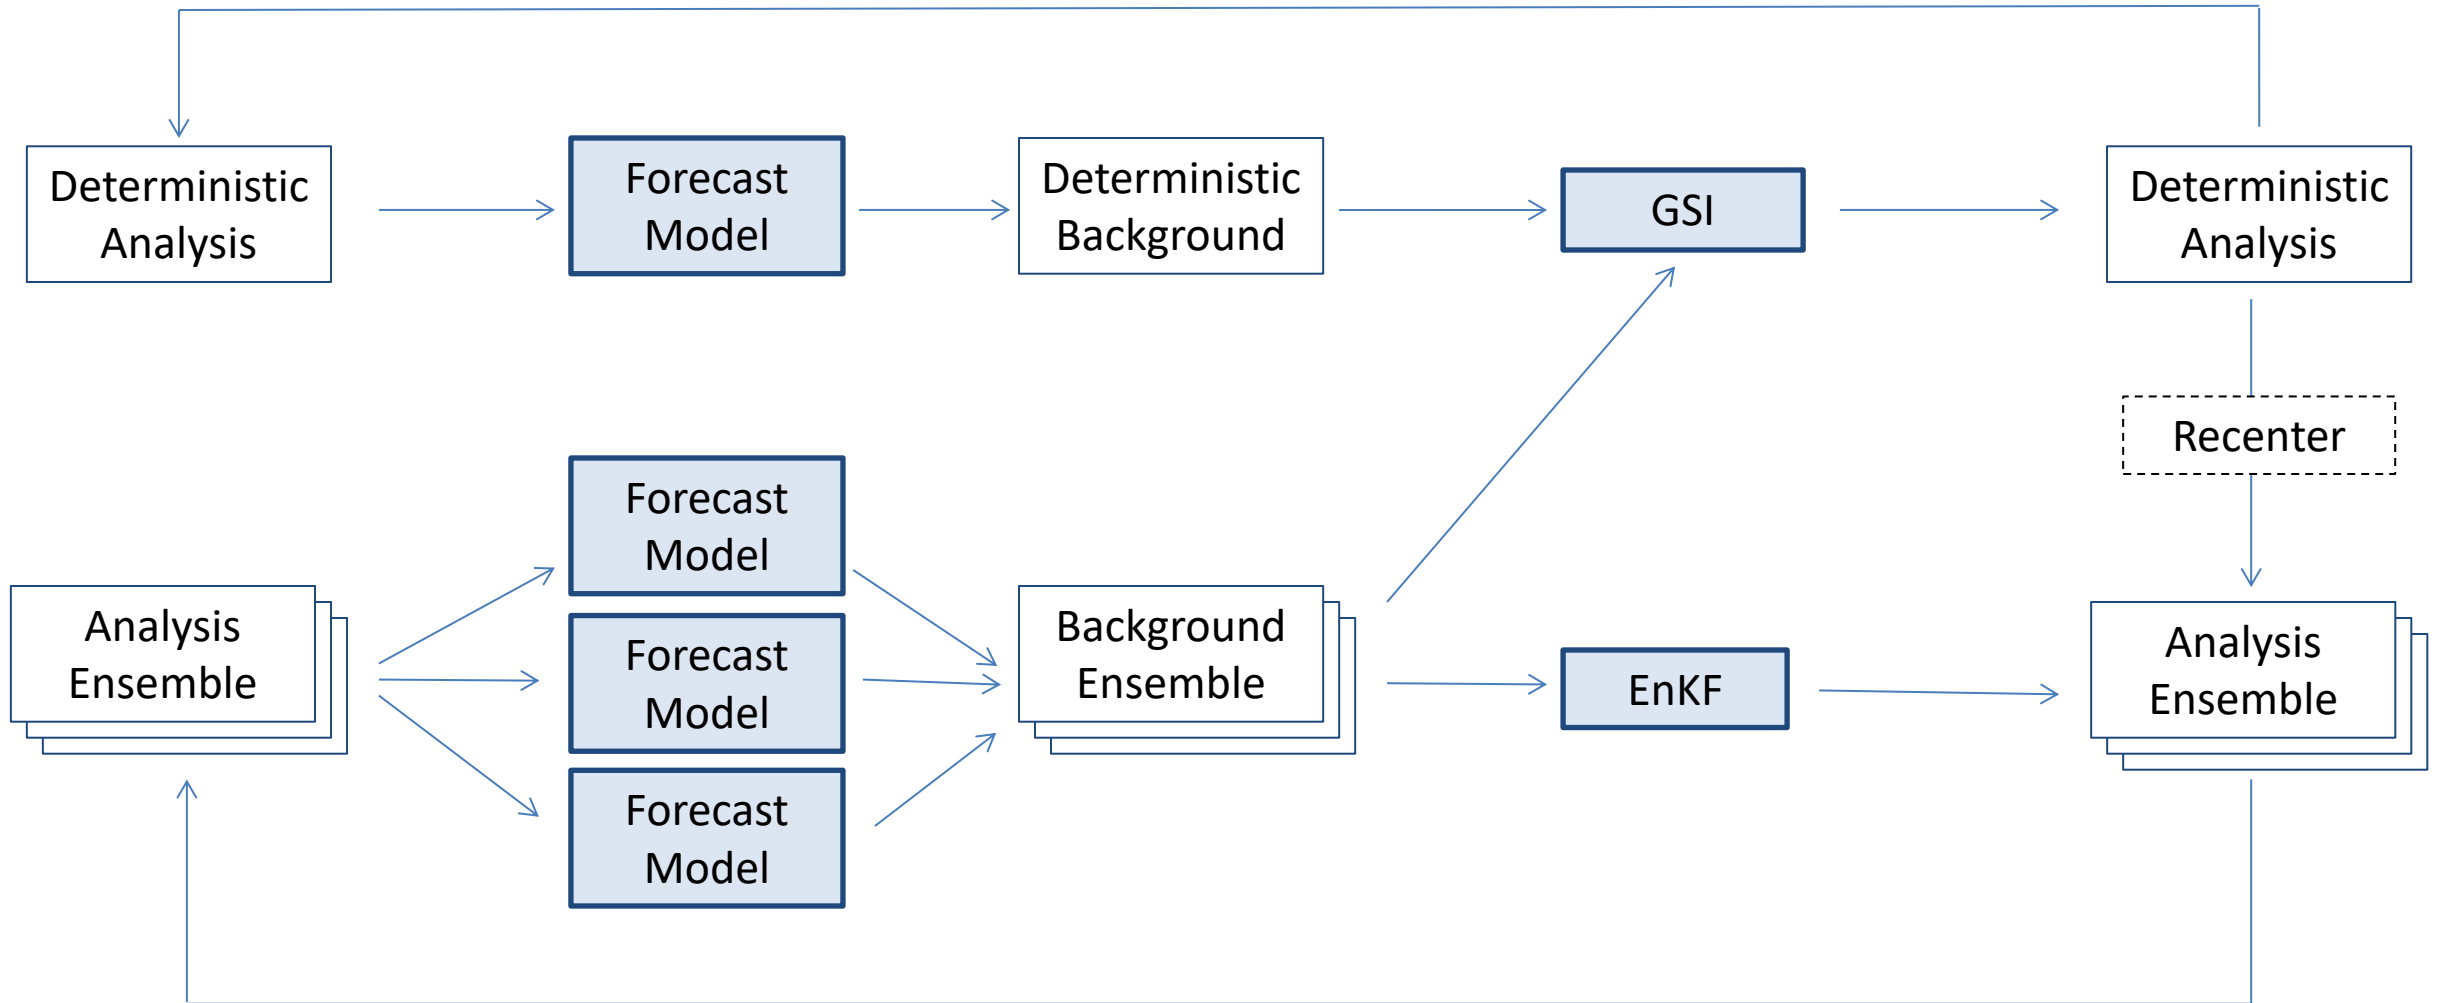 Deterministic
Analysis
Forecast
Model
Deterministic
Background
GSI
Deterministic
Analysis
Recenter
Forecast
Model
Analysis
Ensemble
Forecast
Model
Background
Ensemble
EnKF
Analysis
Ensemble
Forecast
Model